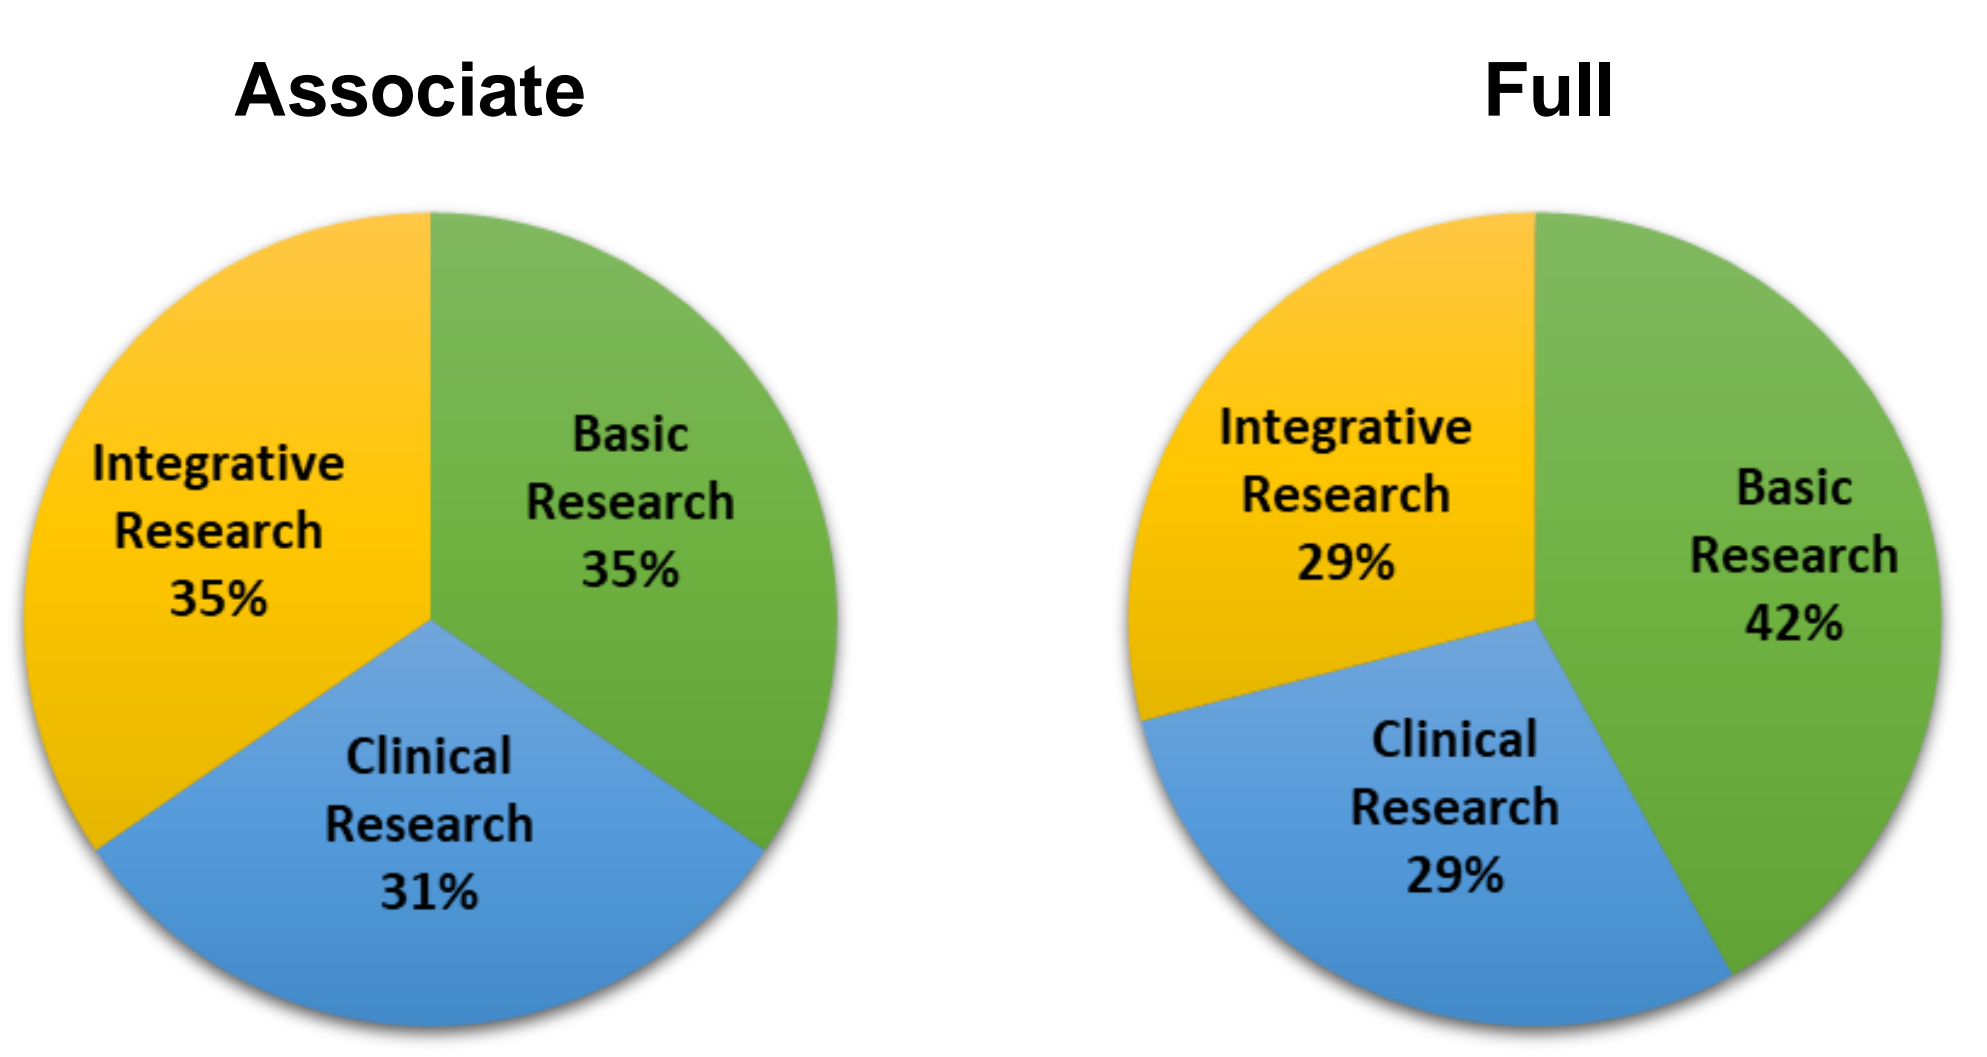 Associate
Full
Integrative
Research
35%
Basic
Research
35%
Clinical
Research
31%
Integrative
Research
29%
Basic
Research
42%
Clinical
Research
29%